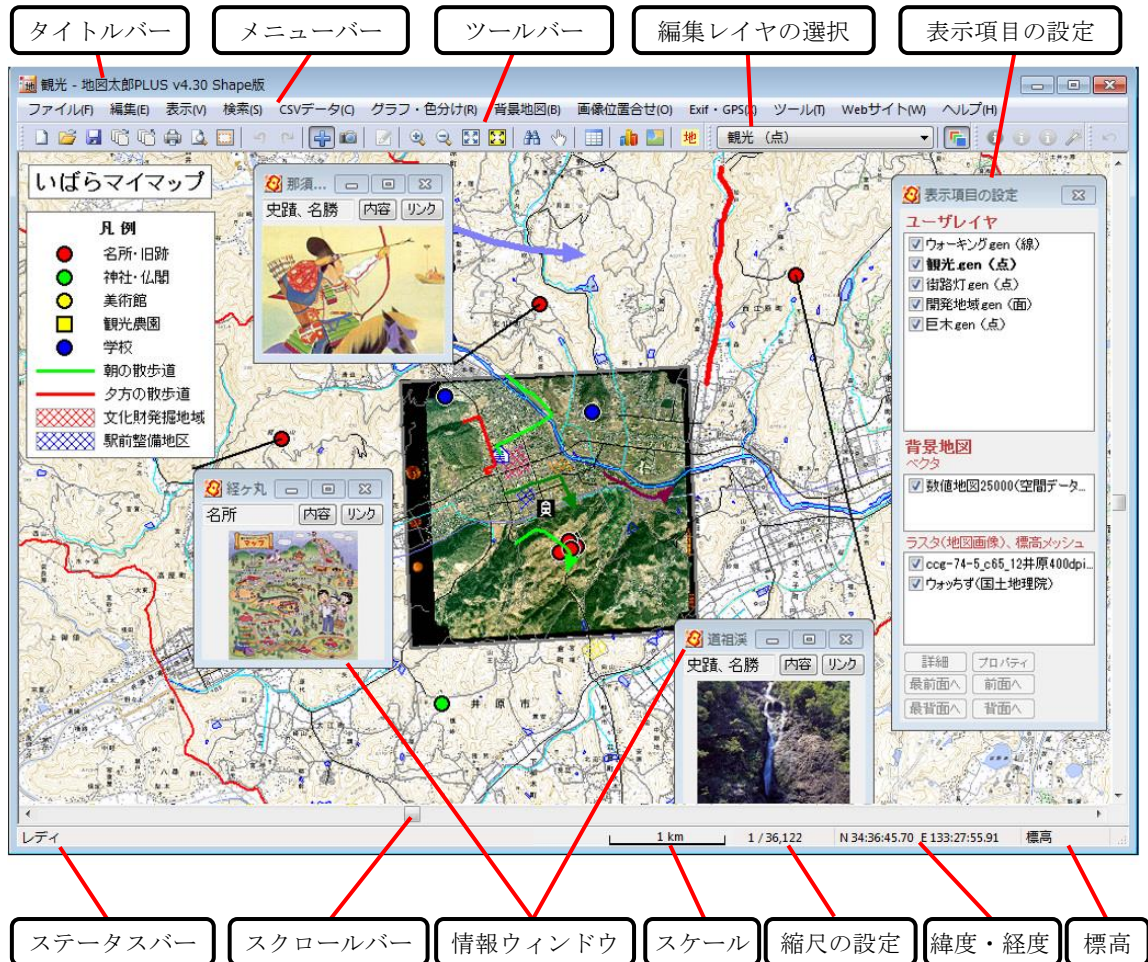 タイトルバー
メニューバー
ツールバー
編集レイヤの選択
表示項目の設定
観光 - 地図太郎PLUS v4.30 Shape版
ファイル(F) 編集(E) 表示(V) 検索(S) CSVデータ(C) グラフ・色分け(R) 背景地図(B) 画像位置合せ(O) Exif・GPS(X) ツール(T) Webサイト(W) ヘルプ(H)
地
観光 (点)
いばらマイマップ
凡 例
名所・旧跡
神社・仏閣
美術館
観光農園
学校
朝の散歩道
夕方の散歩道
文化財発掘地域
駅前整備地区
那須...
史蹟、名勝 内容 リンク
経ヶ丸
名所 内容 リンク
マップ
道祖渓
史蹟、名勝 内容 リンク
井 原 市
表示項目の設定
ユーザレイヤ
ウォーキング.gen (線)
観光.gen (点)
街路灯.gen (点)
開発地域.gen (面)
巨木.gen (点)
背景地図
ベクタ
数値地図25000(空間データ...
ラスタ(地図画像)、標高メッシュ
ccg-74-5_c65_12井原400dpi...
ウォッちず(国土地理院)
詳細 プロパティ
最前面へ 前面へ
最背面へ 背面へ
レディ
1 km
1 / 36,122
N 34:36:45.70 E 133:27:55.91
標高
ステータスバー
スクロールバー
情報ウィンドウ
スケール
縮尺の設定
緯度・経度
標高